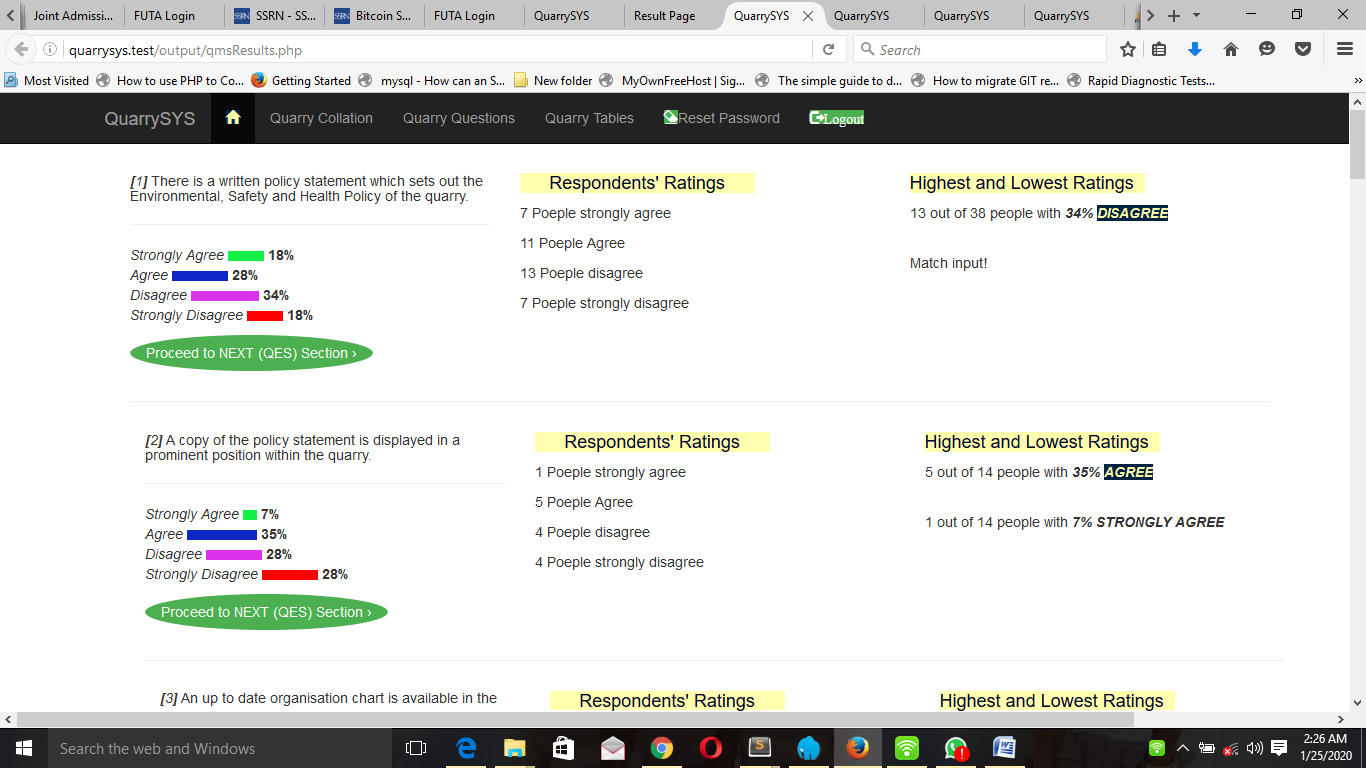 Joint Admissi... FUTA Login SSRN - SS... Bitcoin S... FUTA Login QuarrySYS Result Page QuarrySYS QuarrySYS QuarrySYS QuarrySYS
quarrysys.test/output/qmsResults.php Search
Most Visited How to use PHP to Co... Getting Started mysql - How can an S... New folder MyOwnFreeHost | Sig... The simple guide to d... How to migrate GIT re... Rapid Diagnostic Tests...
QuarrySYS Quarry Collation Quarry Questions Quarry Tables Reset Password Logout
[1] There is a written policy statement which sets out the
Environmental, Safety and Health Policy of the quarry.
Strongly Agree 18%
Agree 28%
Disagree 34%
Strongly Disagree 18%
Proceed to NEXT (QES) Section ›
Respondents' Ratings
7 Poeple strongly agree
11 Poeple Agree
13 Poeple disagree
7 Poeple strongly disagree
Highest and Lowest Ratings
13 out of 38 people with 34% DISAGREE
Match input!
[2] A copy of the policy statement is displayed in a
prominent position within the quarry.
Strongly Agree 7%
Agree 35%
Disagree 28%
Strongly Disagree 28%
Proceed to NEXT (QES) Section ›
Respondents' Ratings
1 Poeple strongly agree
5 Poeple Agree
4 Poeple disagree
4 Poeple strongly disagree
Highest and Lowest Ratings
5 out of 14 people with 35% AGREE
1 out of 14 people with 7% STRONGLY AGREE
[3] An up to date organisation chart is available in the
Respondents' Ratings
Highest and Lowest Ratings
Search the web and Windows
2:26 AM
1/25/2020